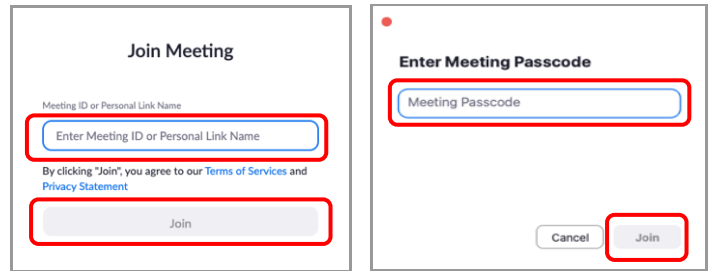 Join Meeting
Meeting ID or Personal Link Name
Enter Meeting ID or Personal Link Name
By clicking "Join", you agree to our Terms of Services and
Privacy Statement
Join
Enter Meeting Passcode
Meeting Passcode
Cancel
Join